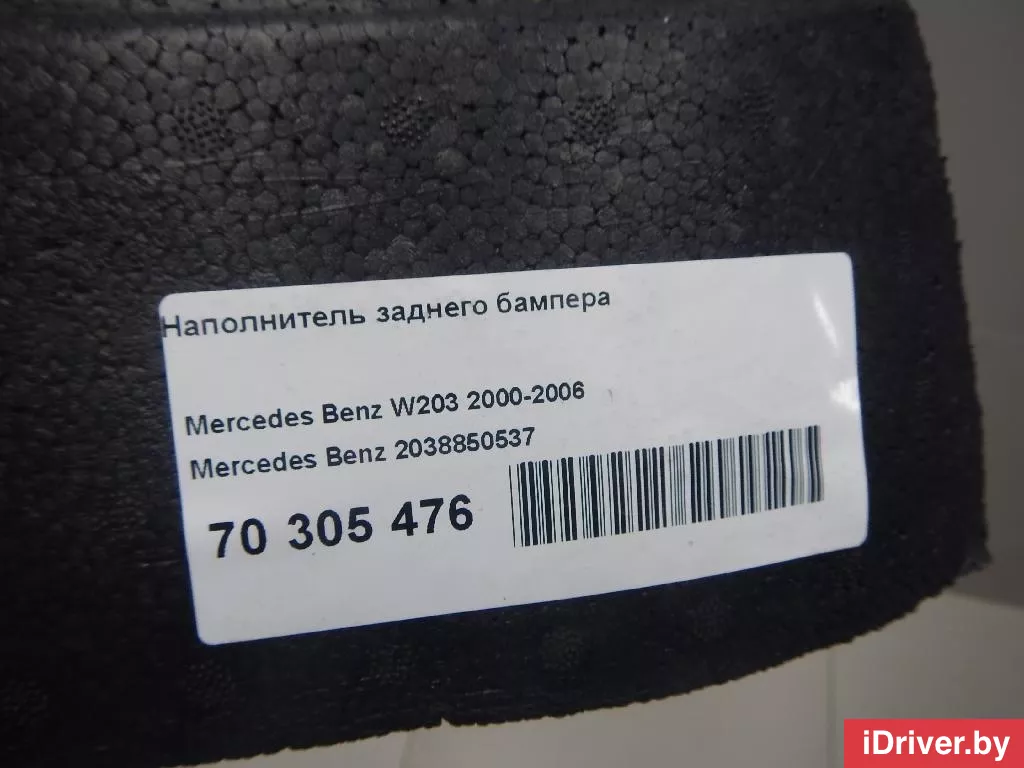 Наполнитель заднего бампера
Mercedes Benz W203 2000-2006
Mercedes Benz 2038850537
70 305 476
iDriver.by